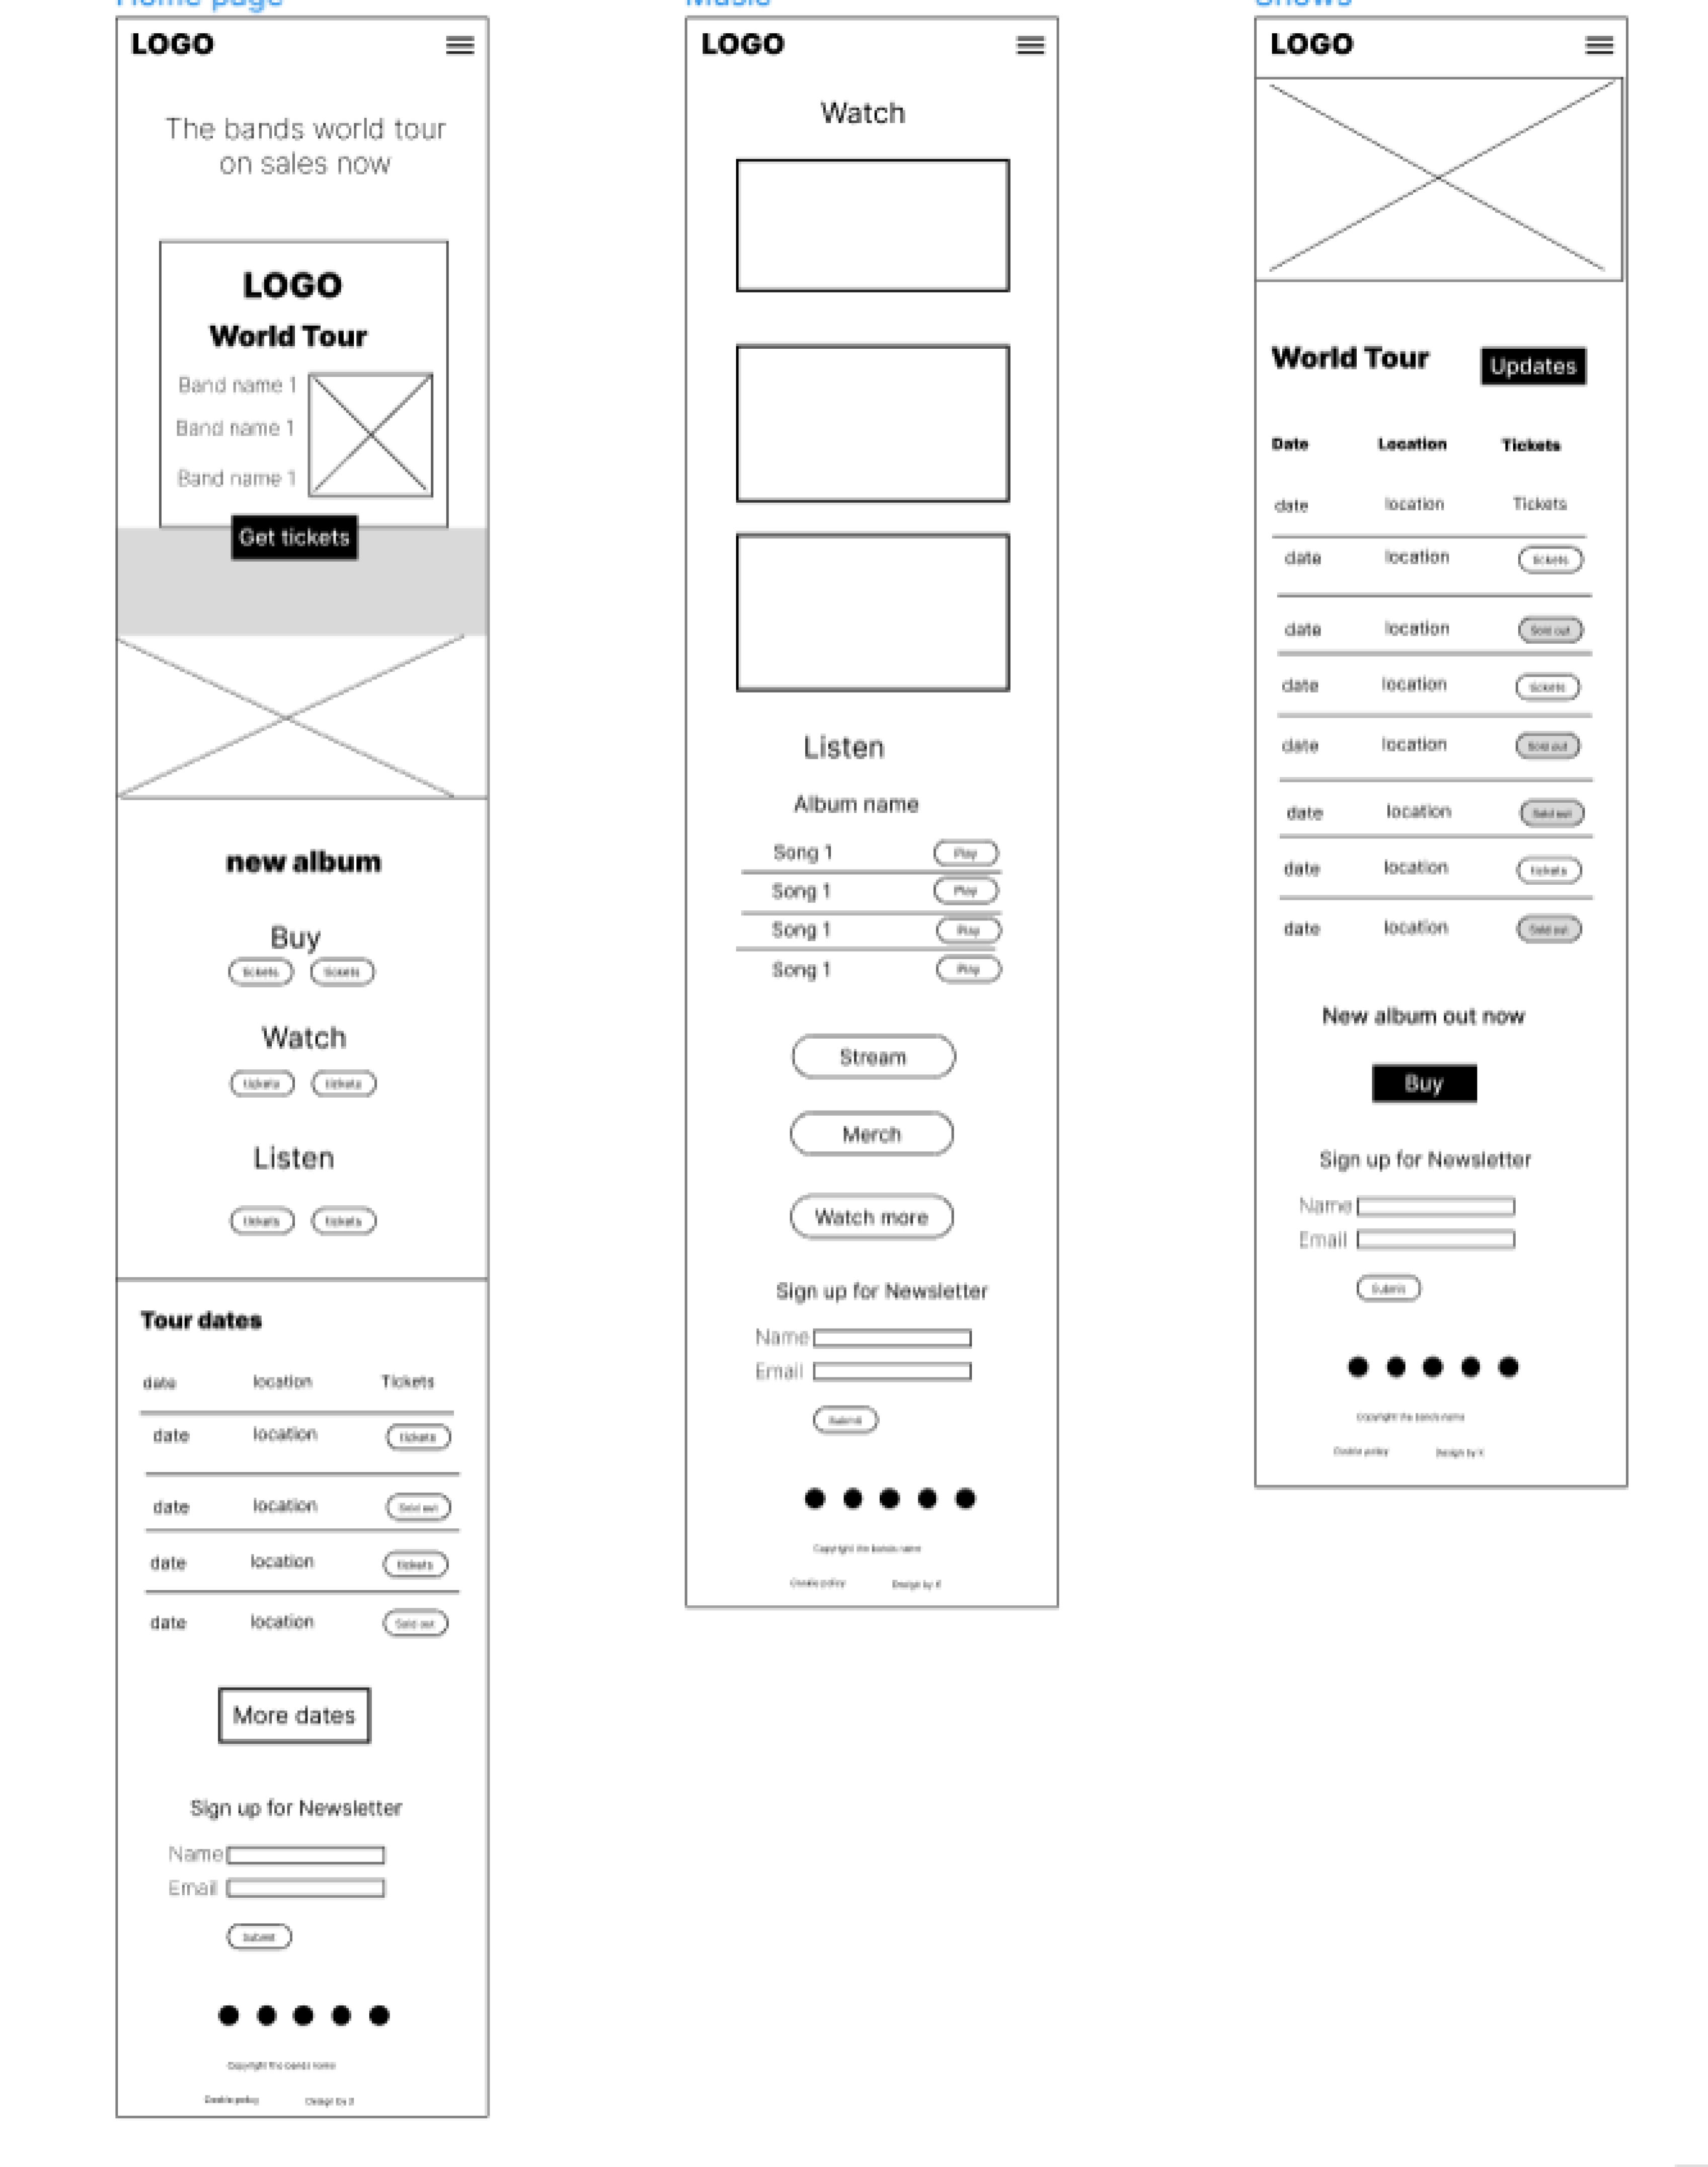 Home page
LOGO
The bands world tour
on sales now
LOGO
World Tour
Band name 1
Band name 1
Band name 1
Get tickets
new album
Buy
tickets tickets
Watch
tickets tickets
Listen
tickets tickets
Tour dates
date location Tickets
date location tickets
date location Sold out
date location tickets
date location Sold out
More dates
Sign up for Newsletter
Name
Email
Submit
Copyright the bands name
Cookie policy Design by X
Music
LOGO
Watch
Listen
Album name
Song 1 Play
Song 1 Play
Song 1 Play
Song 1 Play
Stream
Merch
Watch more
Sign up for Newsletter
Name
Email
Submit
Copyright the bands name
Cookie policy Design by X
Shows
LOGO
World Tour Updates
Date Location Tickets
date location Tickets
date location tickets
date location Sold out
date location tickets
date location Sold out
date location Sold out
date location tickets
date location Sold out
New album out now
Buy
Sign up for Newsletter
Name
Email
Submit
Copyright the bands name
Cookie policy Design by X